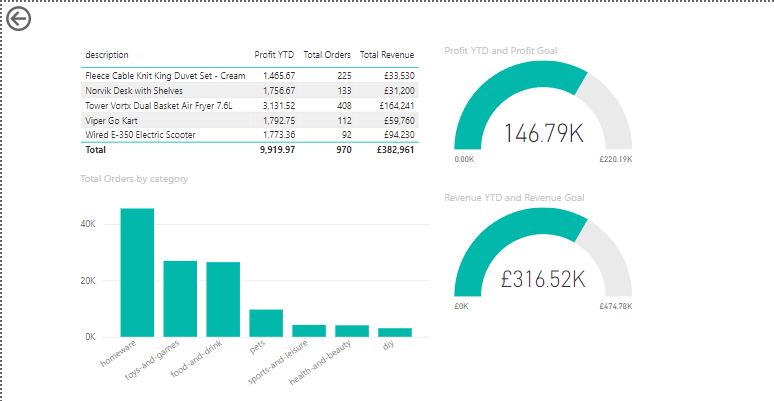 description Profit YTD Total Orders Total Revenue
Fleece Cable Knit King Duvet Set - Cream 1,465.67 225 £33,530
Norvik Desk with Shelves 1,756.67 133 £31,200
Tower Vortx Dual Basket Air Fryer 7.6L 3,131.52 408 £164,241
Viper Go Kart 1,792.75 112 £59,760
Wired E-350 Electric Scooter 1,773.36 92 £94,230
Total 9,919.97 970 £382,961
Profit YTD and Profit Goal
146.79K
0.00K £220.19K
Total Orders by category
40K
20K
0K
homeware
toys-and-games
food-and-drink
pets
sports-and-leisure
health-and-beauty
diy
Revenue YTD and Revenue Goal
£316.52K
£0K £474.78K